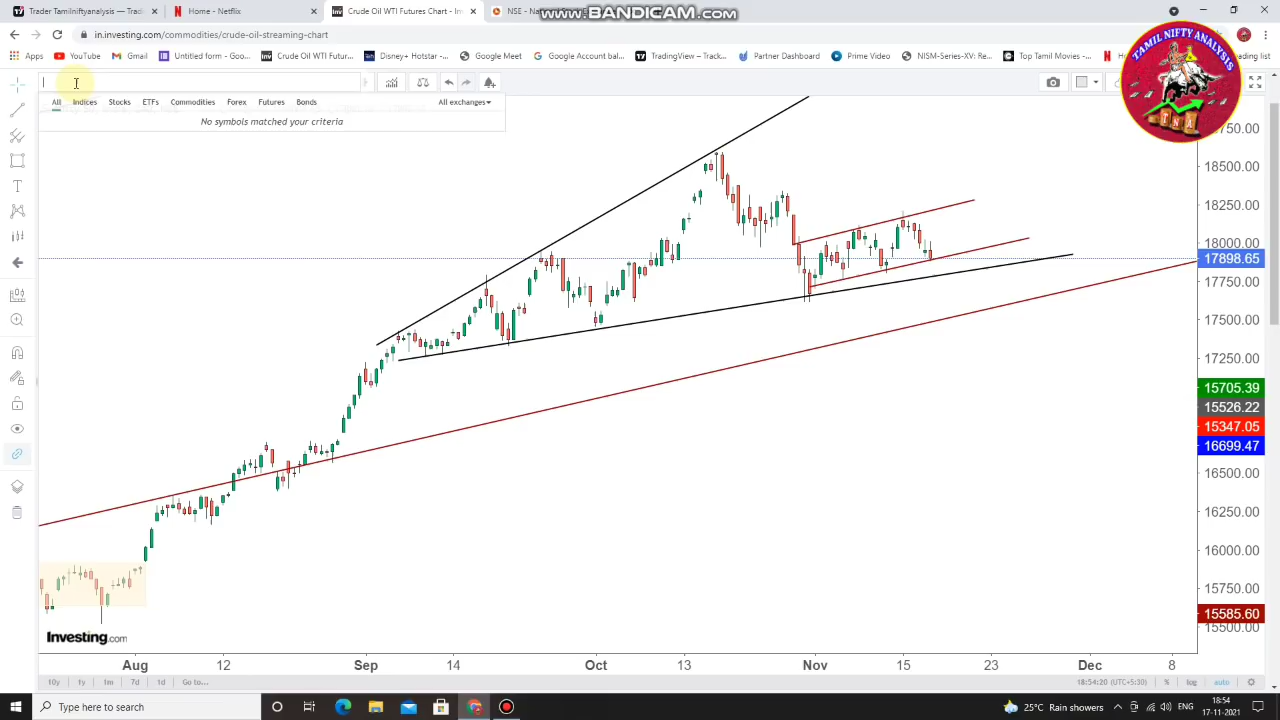 Trader Tamilniftyanalysis — Tradi
Home - Netflix
Crude Oil WTI Futures Chart - Inv
www.BANDICAM.com
in.investing.com/commodities/crude-oil-streaming-chart
Apps
YouTube
Gmail
Untitled form - Goo...
Crude Oil WTI Futur...
Disney+ Hotstar - W...
Google Meet
Google Account bal...
TradingView – Track...
Partner Dashboard
Prime Video
NISM-Series-XV: Re...
Top Tamil Movies -...
TAMIL NIFTY ANALYSIS
TNA
All
Indices
Stocks
ETFs
Commodities
Forex
Futures
Bonds
All exchanges
No symbols matched your criteria
18500.00
18250.00
18000.00
17898.65
17750.00
17500.00
17250.00
15705.39
15526.22
15347.05
16699.47
16500.00
16250.00
16000.00
15750.00
15585.60
15500.00
Investing.com
Aug
12
Sep
14
Oct
13
Nov
15
23
Dec
8
10y
1y
1m
7d
1d
Go to...
18:54:20 (UTC+5:30)
%
log
auto
Type here to search
25°C Rain showers
ENG
18:54
17-11-2021